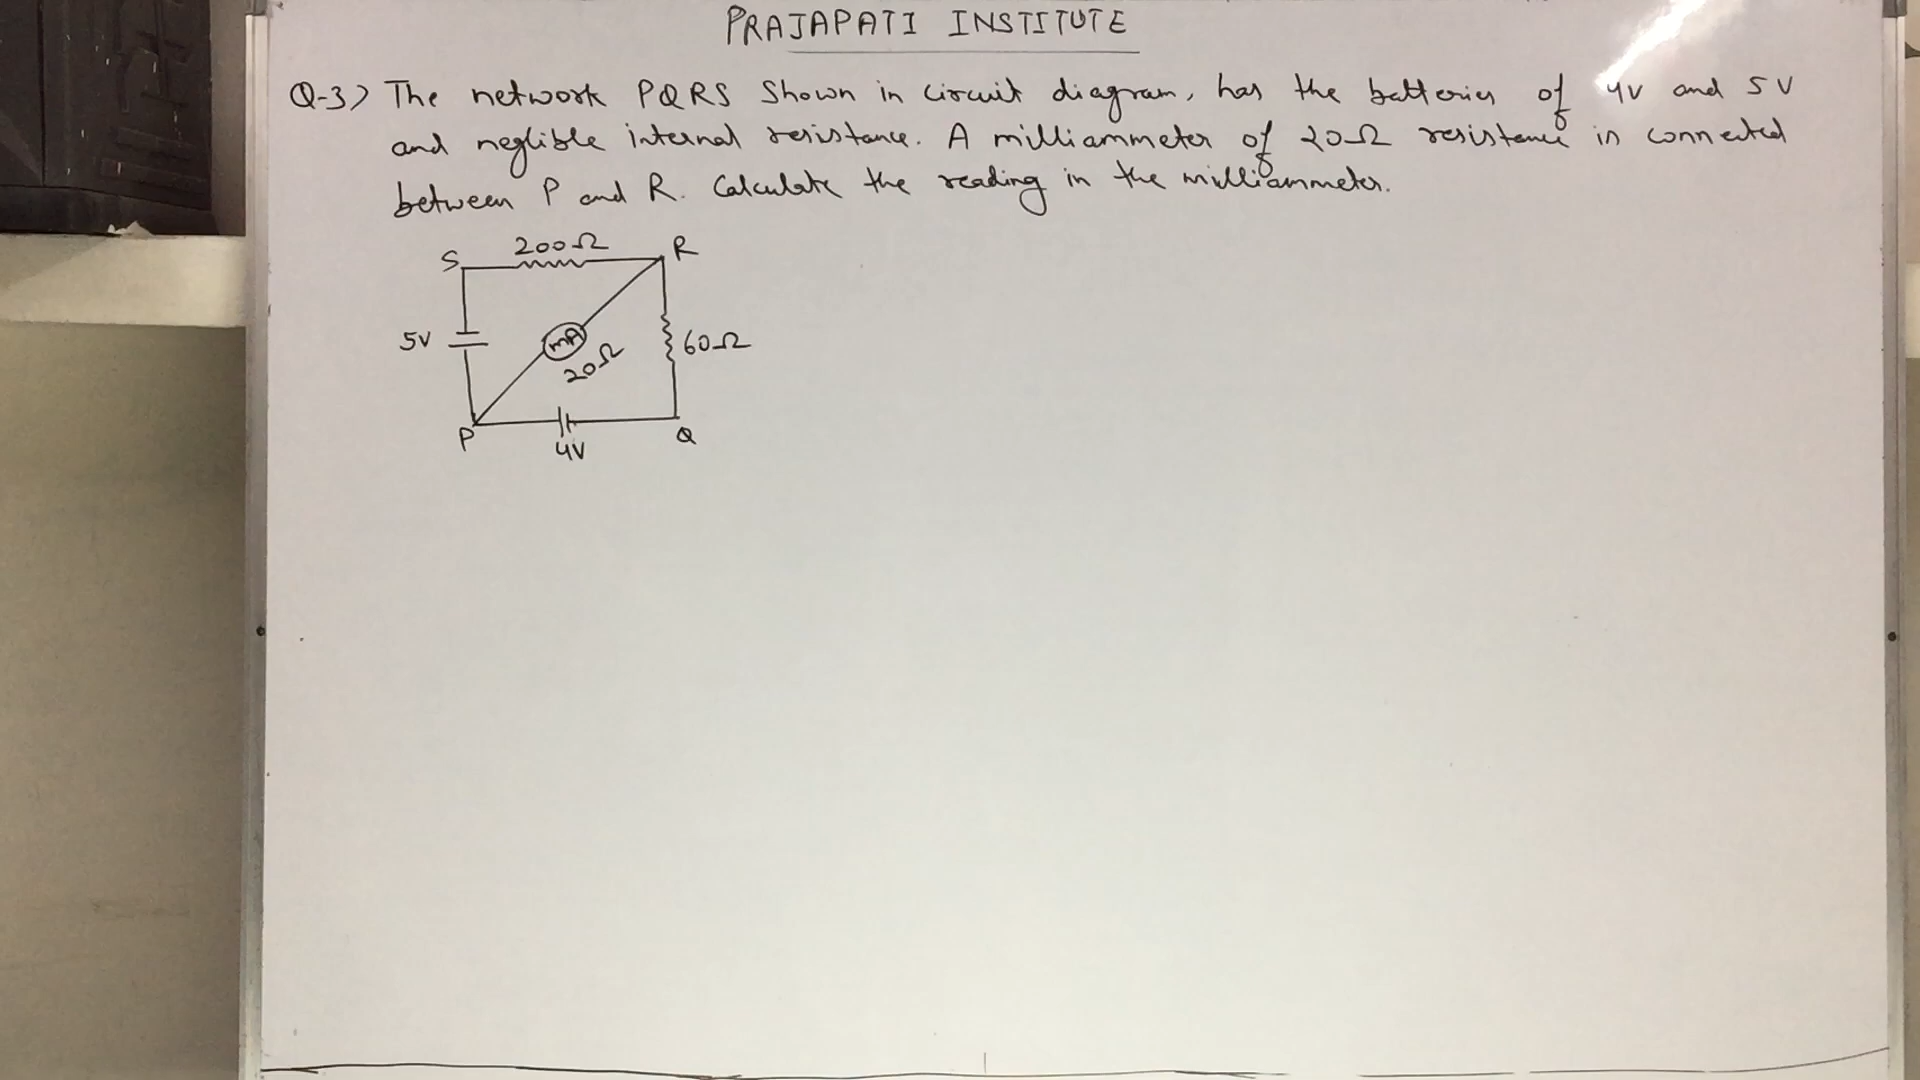 PRAJAPATI INSTITUTE
Q-3) The network PQRS Shown in circuit diagram, has the batteries of 4V and 5V
and neglible internal resistance. A milliammeter of 20Ω resistance is connected
between P and R. Calculate the reading in the milliammeter.
S 200Ω R
5V mA 20Ω 60Ω
P 4V Q